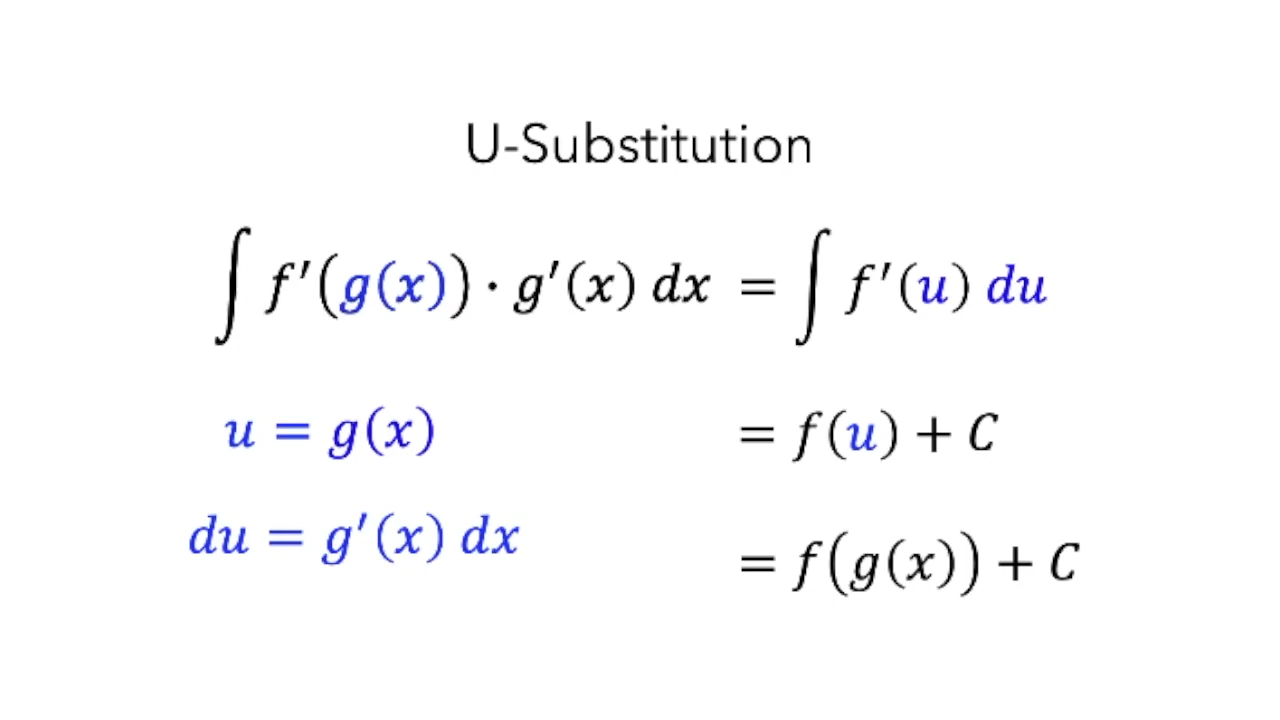 U-Substitution
∫ f′(g(x)) · g′(x) dx = ∫ f′(u) du
u = g(x)
= f(u) + C
du = g′(x) dx
= f(g(x)) + C